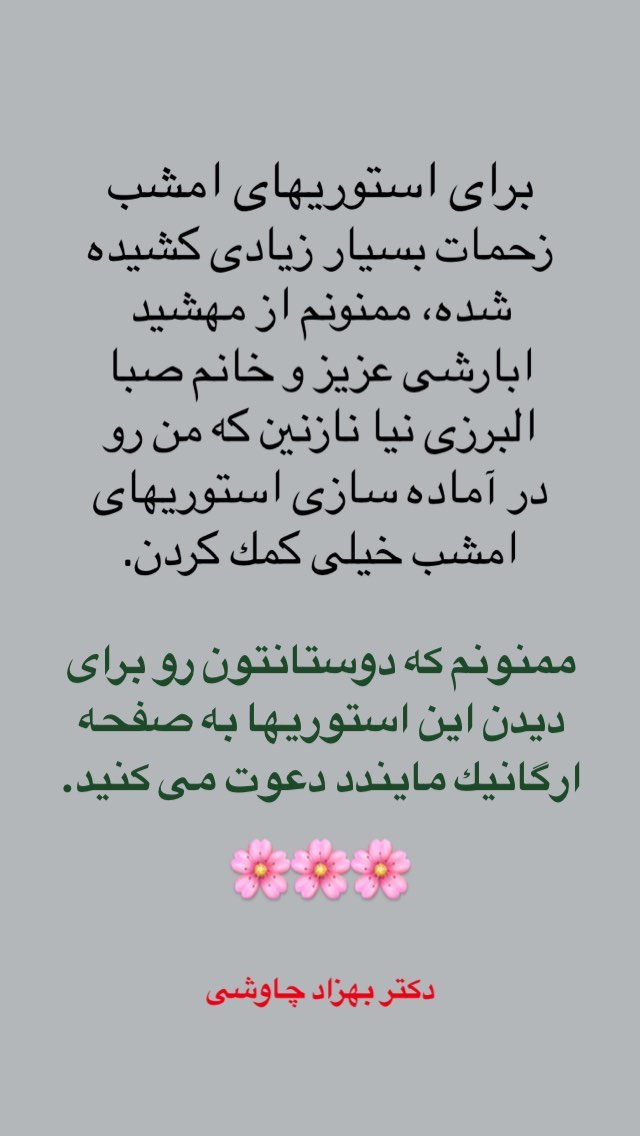 برای استوریهای امشب
زحمات بسیار زیادی کشیده
شده، ممنونم از مهشید
ابارشی عزیز و خانم صبا
البرزی نیا نازنین که من رو
در آماده سازی استوریهای
امشب خیلی کمك کردن.
ممنونم که دوستانتون رو برای
دیدن این استوریها به صفحه
ارگانیك مایندد دعوت می کنید.
🌸🌸🌸
دکتر بهزاد چاوشی